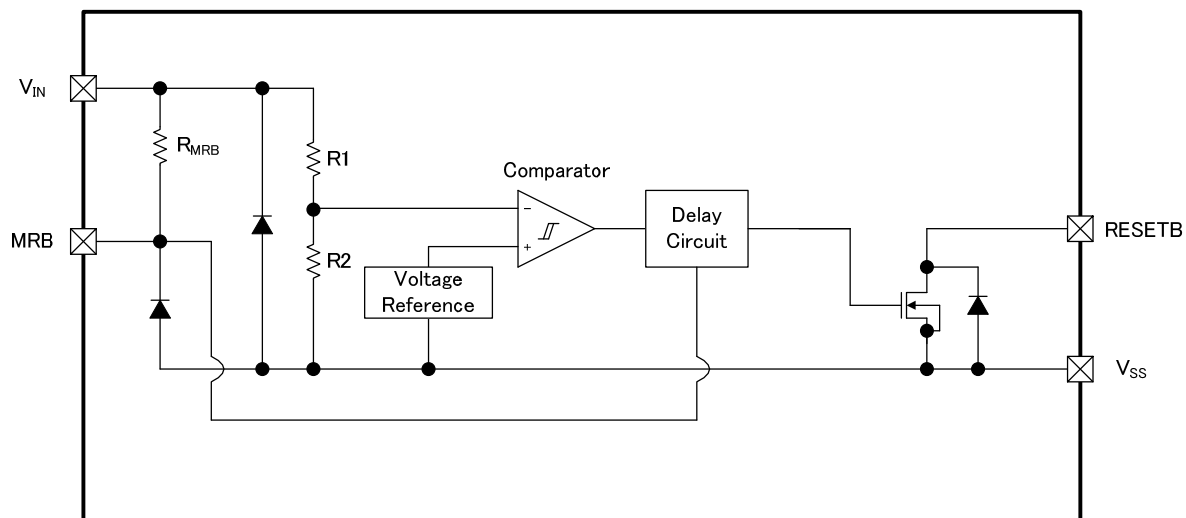 VIN
RMRB
R1
Comparator
−
+
Delay
Circuit
MRB
RESETB
R2
Voltage
Reference
VSS